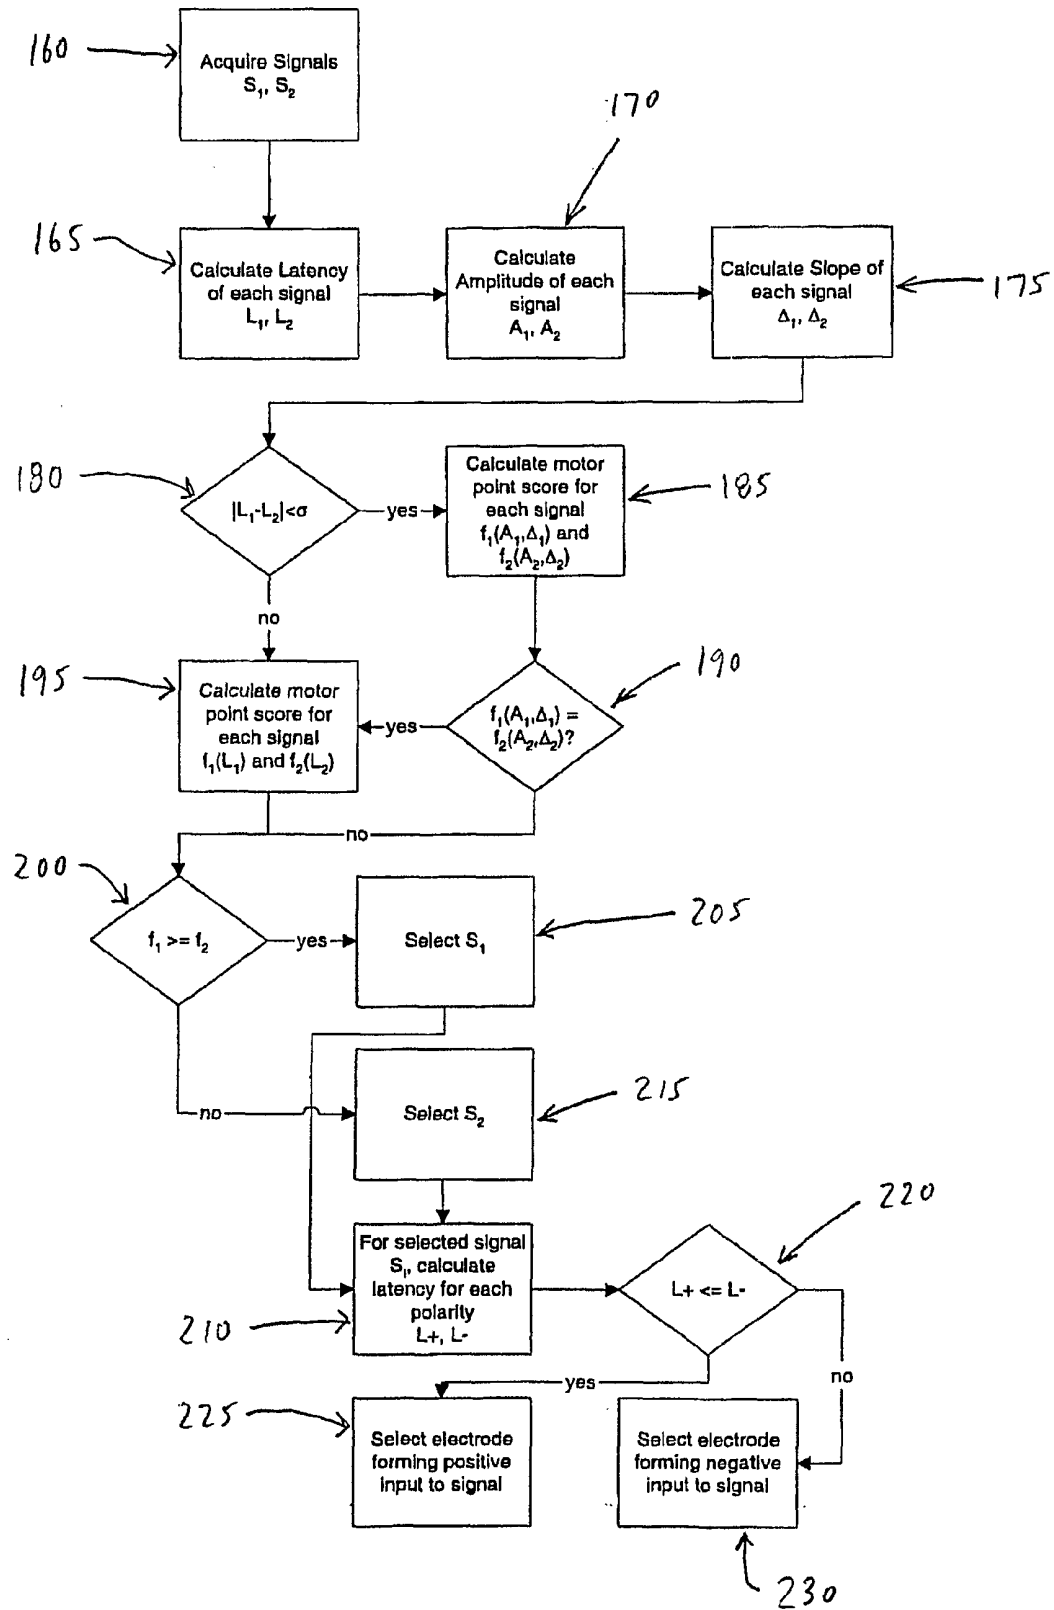 160
Acquire Signals
S₁, S₂
170
165
Calculate Latency
of each signal
L₁, L₂
Calculate
Amplitude of each
signal
A₁, A₂
Calculate Slope of
each signal
Δ₁, Δ₂
175
180
|L₁-L₂|<σ
yes
Calculate motor
point score for
each signal
f₁(A₁,Δ₁) and
f₂(A₂,Δ₂)
185
no
195
Calculate motor
point score for
each signal
f₁(L₁) and f₂(L₂)
yes
f₁(A₁,Δ₁) =
f₂(A₂,Δ₂)?
190
no
200
f₁ >= f₂
yes
Select S₁
205
no
Select S₂
215
For selected signal
Sᵢ, calculate
latency for each
polarity
L+, L-
210
L+ <= L-
220
yes
no
225
Select electrode
forming positive
input to signal
Select electrode
forming negative
input to signal
230